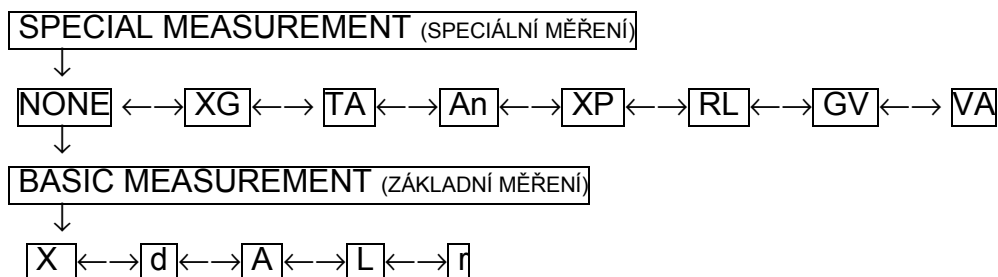 SPECIAL MEASUREMENT (SPECIÁLNÍ MĚŘENÍ)
↓
NONE ←→ XG ←→ TA ←→ An ←→ XP ←→ RL ←→ GV ←→ VA
↓
BASIC MEASUREMENT (ZÁKLADNÍ MĚŘENÍ)
↓
X ←→ d ←→ A ←→ L ←→ r